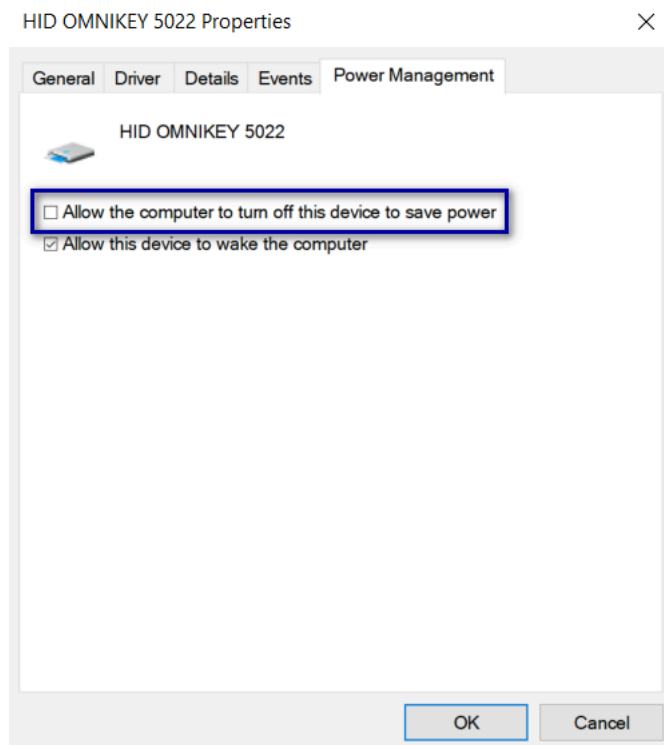 HID OMNIKEY 5022 Properties
General Driver Details Events Power Management
HID OMNIKEY 5022
Allow the computer to turn off this device to save power
Allow this device to wake the computer
OK Cancel